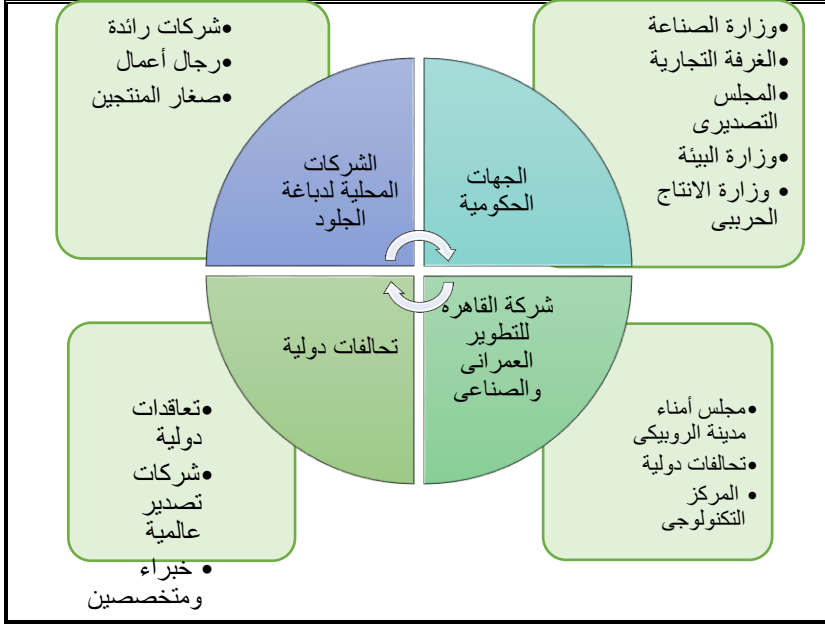 •وزارة الصناعة
•الغرفة التجارية
•المجلس
التصديرى
•وزارة البيئة
• وزارة الانتاج
الحربى
•شركات رائدة
•رجال أعمال
•صغار المنتجين
الجهات
الحكومية
الشركات
المحلية لدباغة
الجلود
شركة القاهرة
للتطوير
العمرانى
والصناعى
تحالفات دولية
•مجلس أمناء
مدينة الروبيكى
•تحالفات دولية
• المركز
التكنولوجى
•تعاقدات
دولية
•شركات
تصدير
عالمية
• خبراء
ومتخصصين